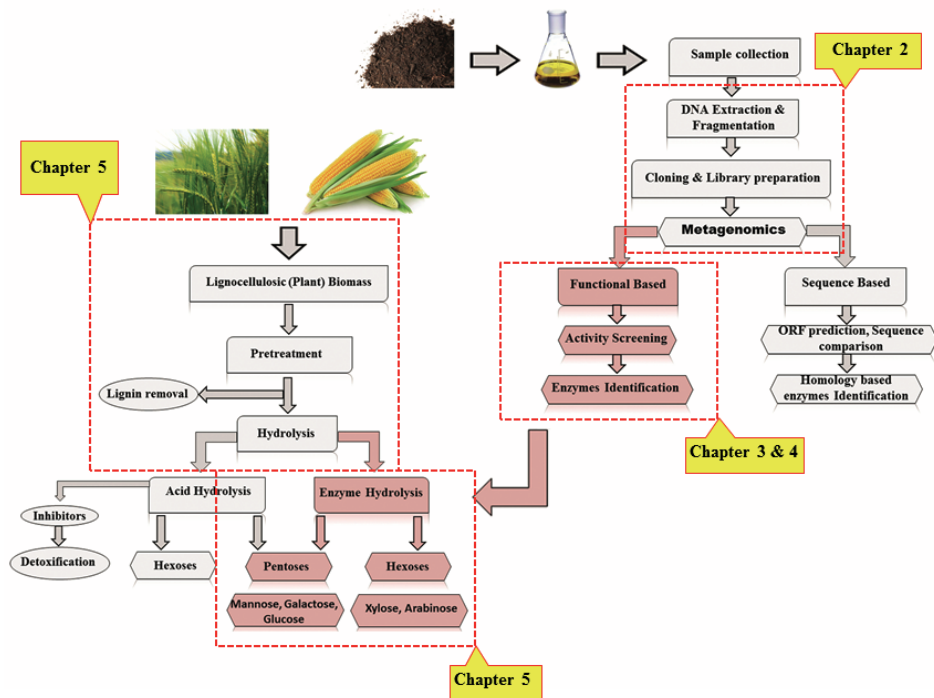 Chapter 2
Sample collection
DNA Extraction &
Fragmentation
Cloning & Library preparation
Metagenomics
Functional Based
Activity Screening
Enzymes Identification
Sequence Based
ORF prediction, Sequence
comparison
Homology based
enzymes Identification
Chapter 3 & 4
Chapter 5
Lignocellulosic (Plant) Biomass
Pretreatment
Lignin removal
Hydrolysis
Acid Hydrolysis
Enzyme Hydrolysis
Inhibitors
Detoxification
Hexoses
Pentoses
Hexoses
Mannose, Galactose,
Glucose
Xylose, Arabinose
Chapter 5